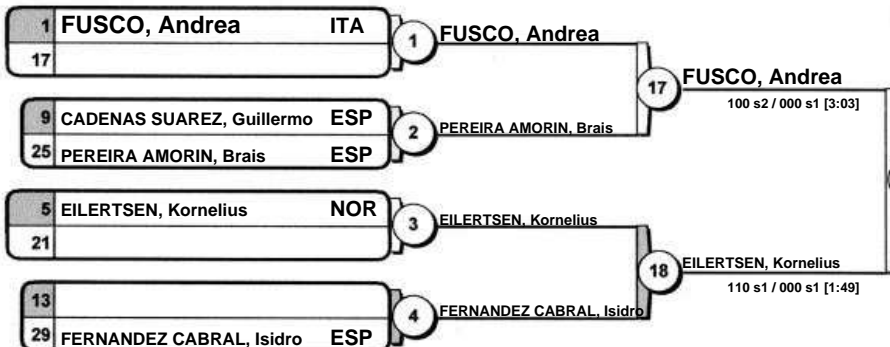 1 FUSCO, Andrea ITA
17
1 FUSCO, Andrea
9 CADENAS SUAREZ, Guillermo ESP
25 PEREIRA AMORIN, Brais ESP
2 PEREIRA AMORIN, Brais
17 FUSCO, Andrea
100 s2 / 000 s1 [3:03]
5 EILERTSEN, Kornelius NOR
21
3 EILERTSEN, Kornelius
13
29 FERNANDEZ CABRAL, Isidro ESP
4 FERNANDEZ CABRAL, Isidro
18 EILERTSEN, Kornelius
110 s1 / 000 s1 [1:49]